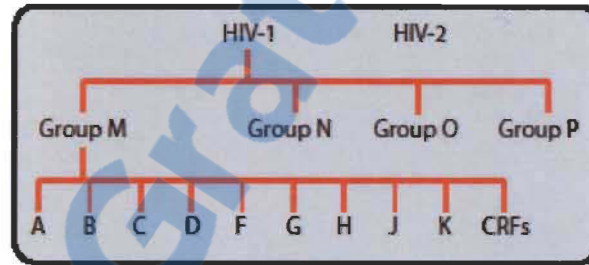 HIV-1 HIV-2
Group M Group N Group O Group P
A B C D F G H J K CRFs